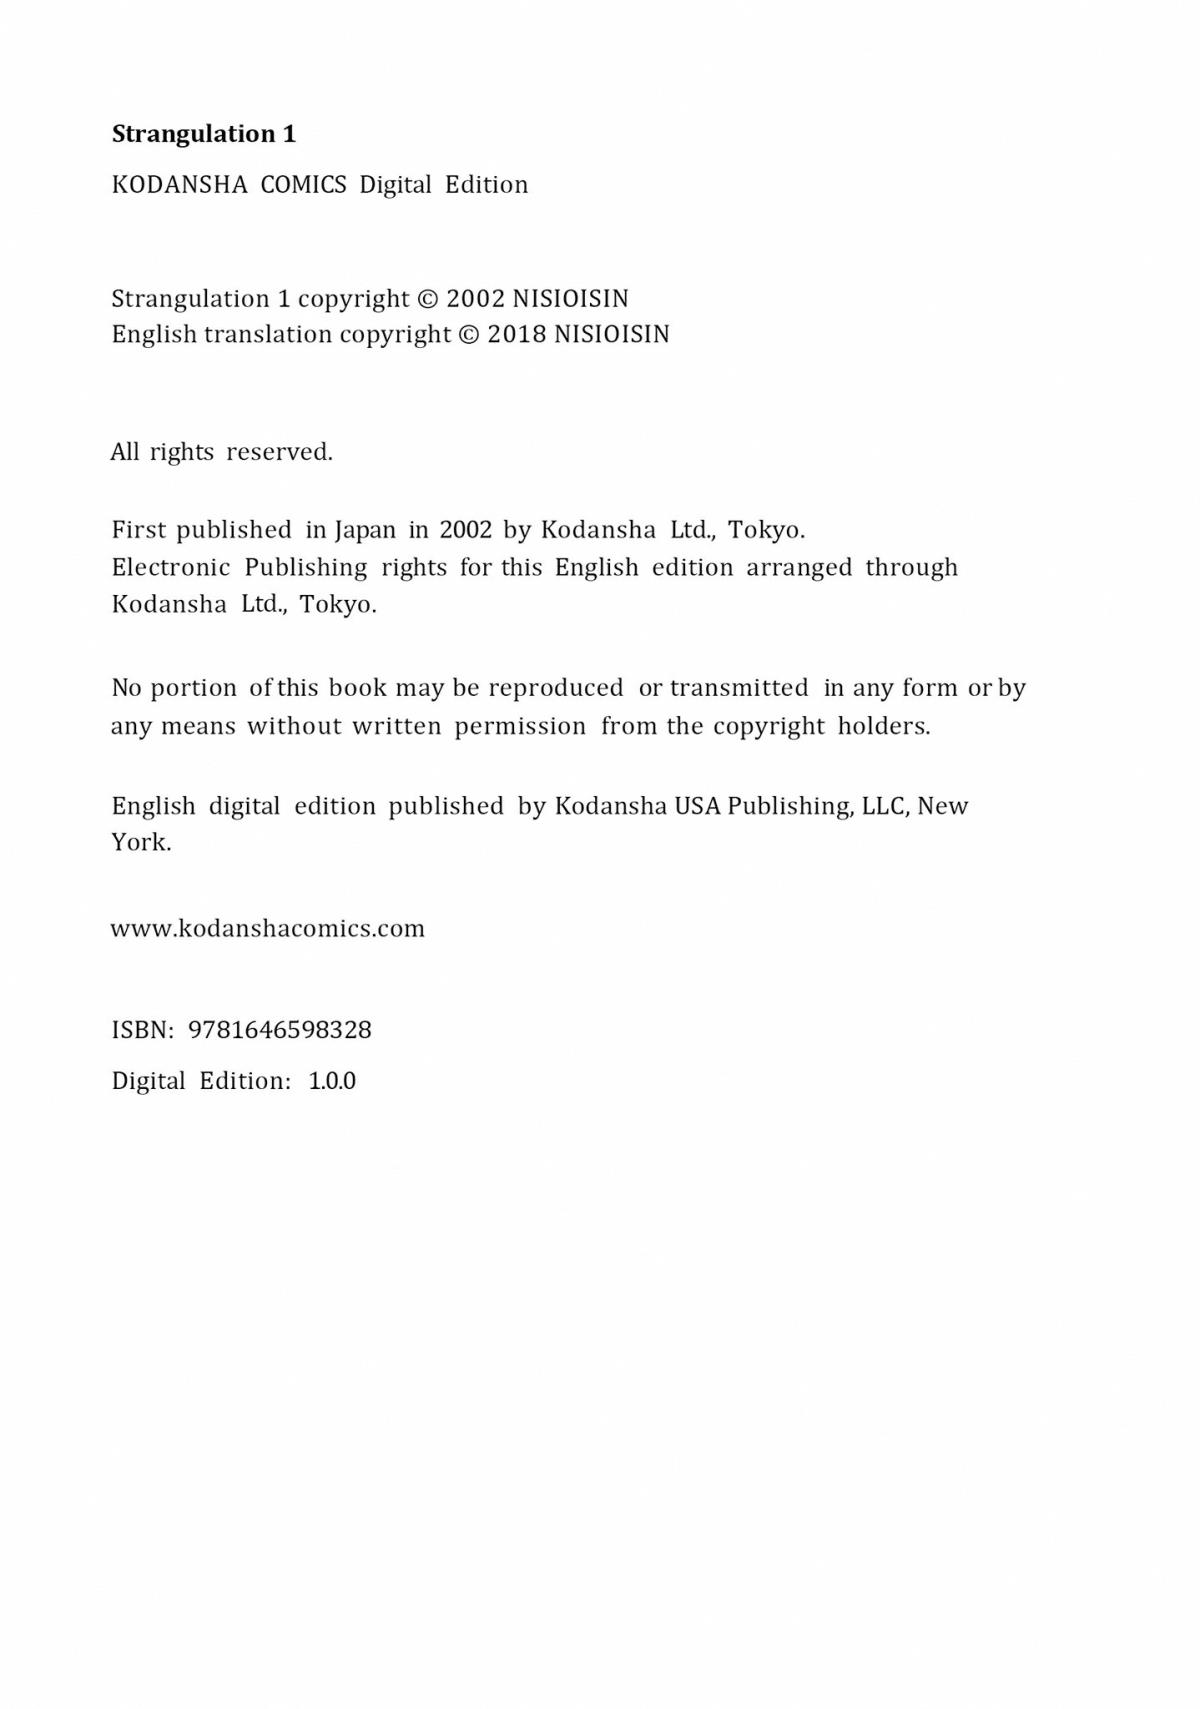 Strangulation 1
KODANSHA COMICS Digital Edition
Strangulation 1 copyright © 2002 NISIOISIN
English translation copyright © 2018 NISIOISIN
All rights reserved.
First published in Japan in 2002 by Kodansha Ltd., Tokyo.
Electronic Publishing rights for this English edition arranged through
Kodansha Ltd., Tokyo.
No portion of this book may be reproduced or transmitted in any form or by
any means without written permission from the copyright holders.
English digital edition published by Kodansha USA Publishing, LLC, New
York.
www.kodanshacomics.com
ISBN: 9781646598328
Digital Edition: 1.0.0